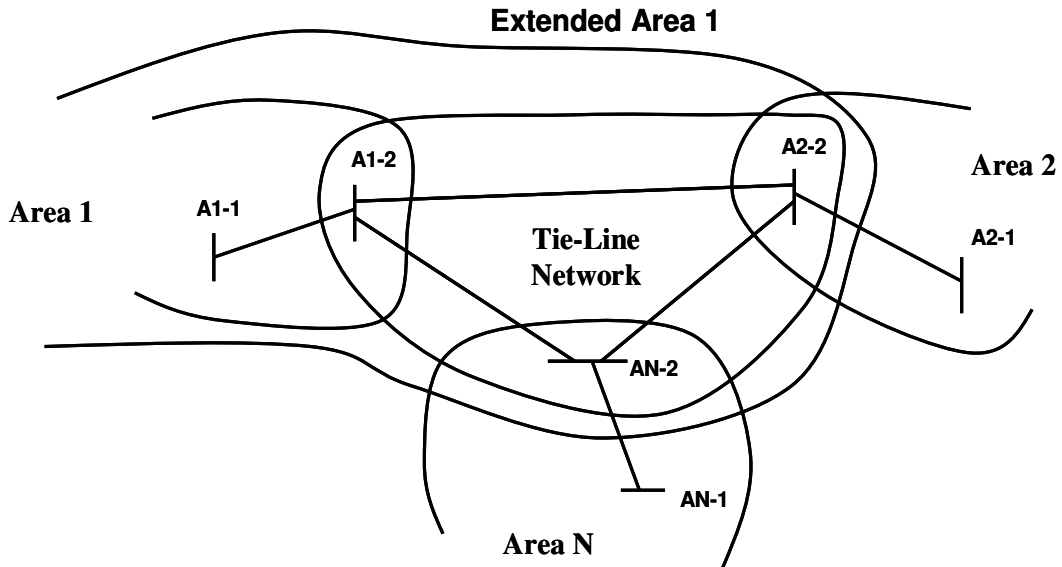 Extended Area 1
A1-2
A2-2
Area 2
Area 1
A1-1
Tie-Line
Network
A2-1
AN-2
AN-1
Area N